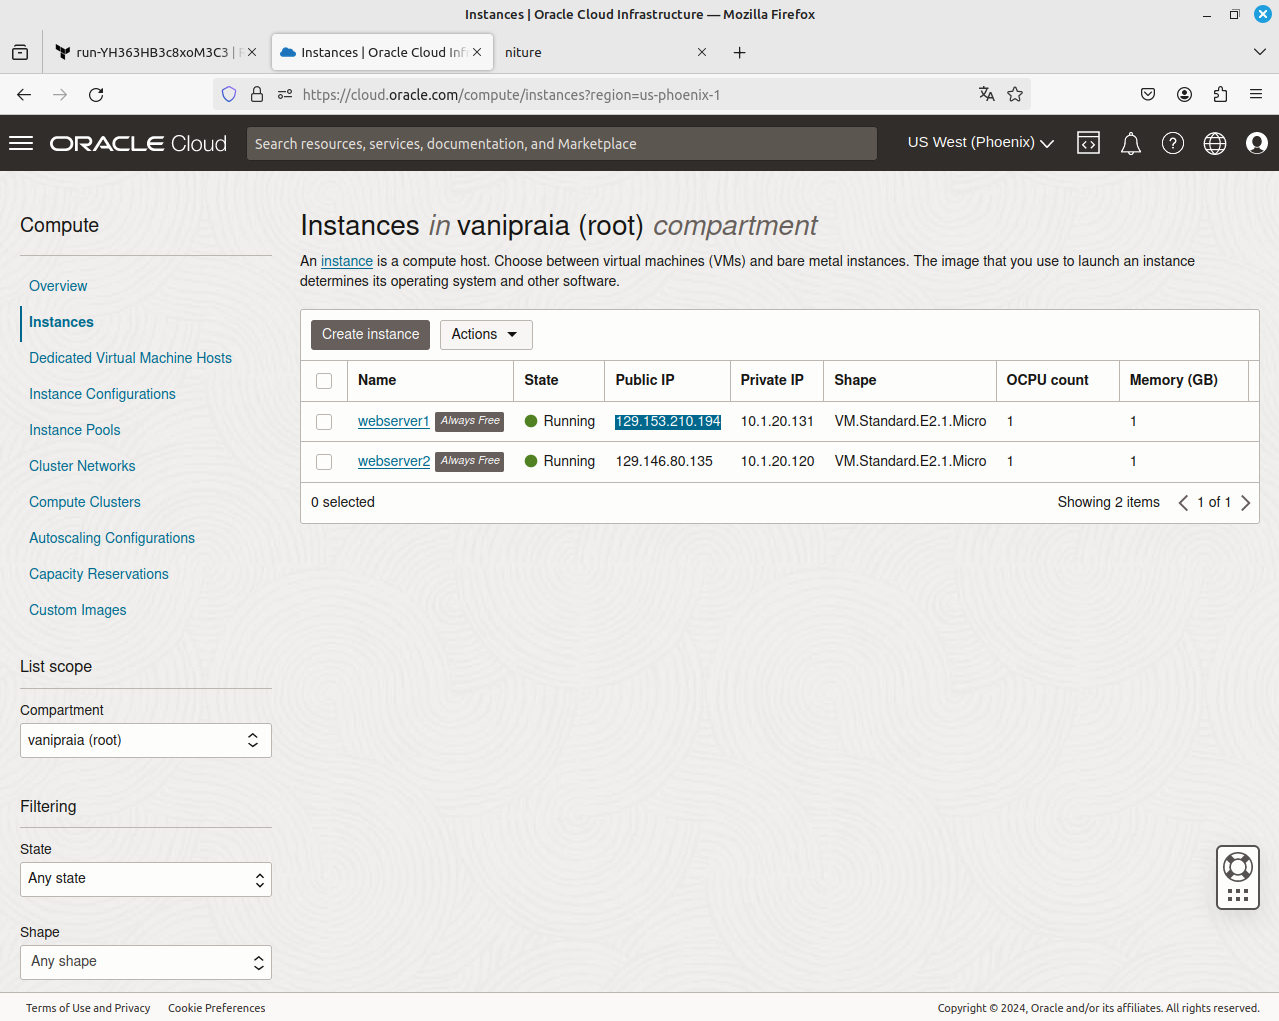 Instances | Oracle Cloud Infrastructure — Mozilla Firefox
run-YH363HB3c8xoM3C3 |
Instances | Oracle Cloud Inf
niture
https://cloud.oracle.com/compute/instances?region=us-phoenix-1
ORACLE Cloud
Search resources, services, documentation, and Marketplace
US West (Phoenix)
Compute
Overview
Instances
Dedicated Virtual Machine Hosts
Instance Configurations
Instance Pools
Cluster Networks
Compute Clusters
Autoscaling Configurations
Capacity Reservations
Custom Images
List scope
Compartment
vanipraia (root)
Filtering
State
Any state
Shape
Any shape
Instances in vanipraia (root) compartment
An instance is a compute host. Choose between virtual machines (VMs) and bare metal instances. The image that you use to launch an instance
determines its operating system and other software.
Create instance Actions
Name State Public IP Private IP Shape OCPU count Memory (GB)
webserver1 Always Free Running 129.153.210.194 10.1.20.131 VM.Standard.E2.1.Micro 1 1
webserver2 Always Free Running 129.146.80.135 10.1.20.120 VM.Standard.E2.1.Micro 1 1
0 selected Showing 2 items 1 of 1
Terms of Use and Privacy Cookie Preferences
Copyright © 2024, Oracle and/or its affiliates. All rights reserved.